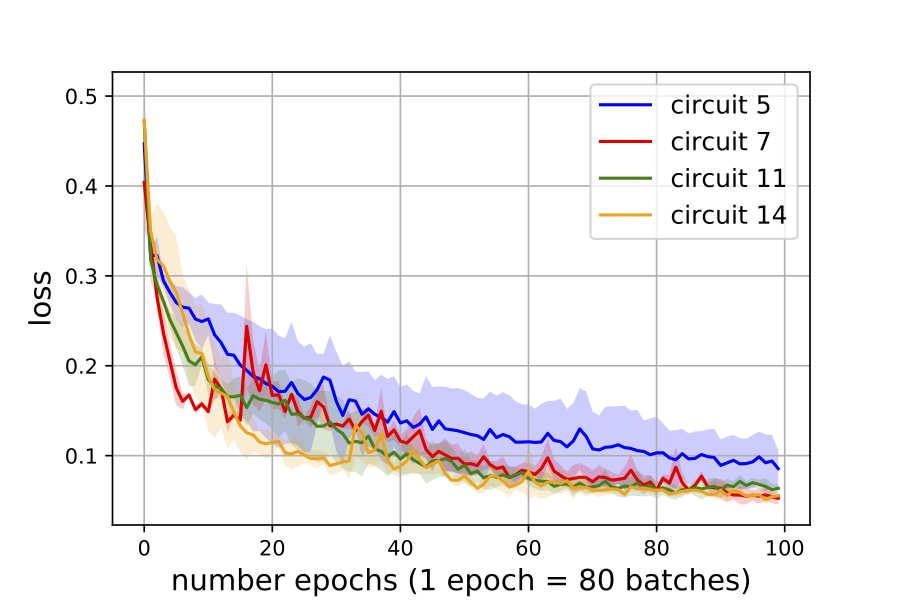 0.5
0.4
0.3
0.2
0.1
loss
circuit 5
circuit 7
circuit 11
circuit 14
0 20 40 60 80 100
number epochs (1 epoch = 80 batches)